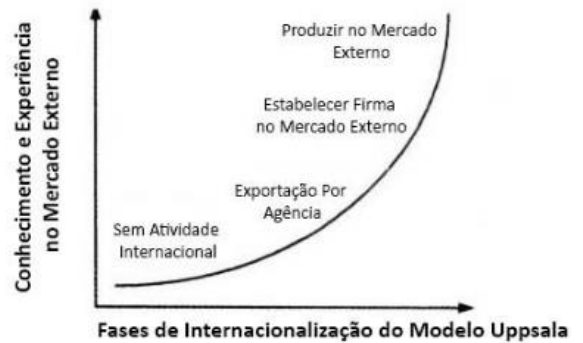 Conhecimento e Experiência
no Mercado Externo
Produzir no Mercado
Externo
Estabelecer Firma
no Mercado Externo
Exportação Por
Agência
Sem Atividade
Internacional
Fases de Internacionalização do Modelo Uppsala